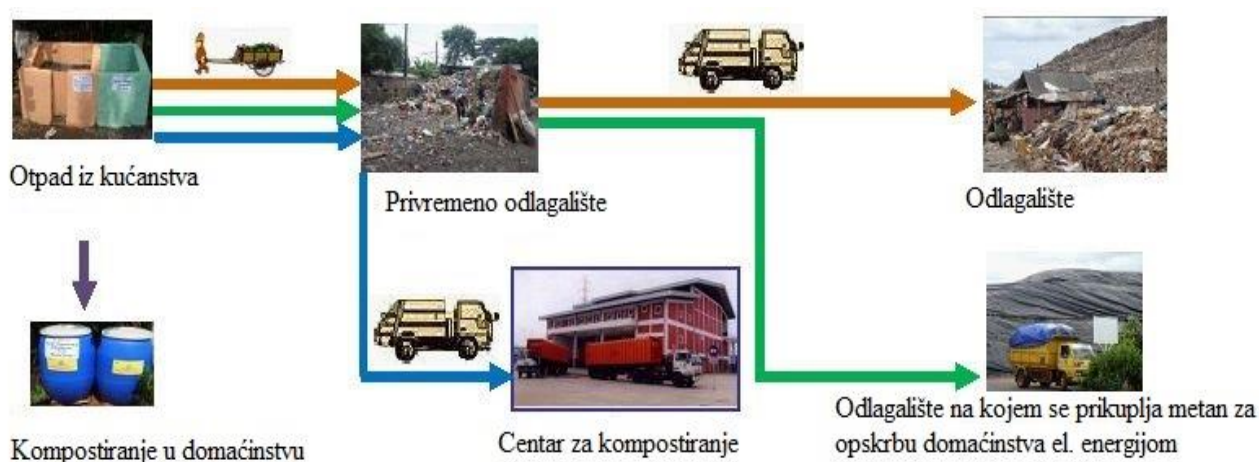 Otpad iz kućanstva
Privremeno odlagalište
Odlagalište
Kompostiranje u domaćinstvu
Centar za kompostiranje
Odlagalište na kojem se prikuplja metan za
opskrbu domaćinstva el. energijom